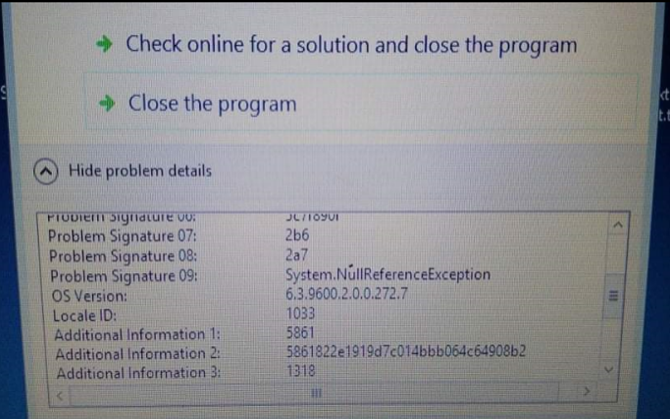 Check online for a solution and close the program
Close the program
Hide problem details
Problem Signature 06:
Problem Signature 07: 2b6
Problem Signature 08: 2a7
Problem Signature 09: System.NullReferenceException
OS Version: 6.3.9600.2.0.0.272.7
Locale ID: 1033
Additional Information 1: 5861
Additional Information 2: 5861822e1919d7c014bbb064c64908b2
Additional Information 3: 1318